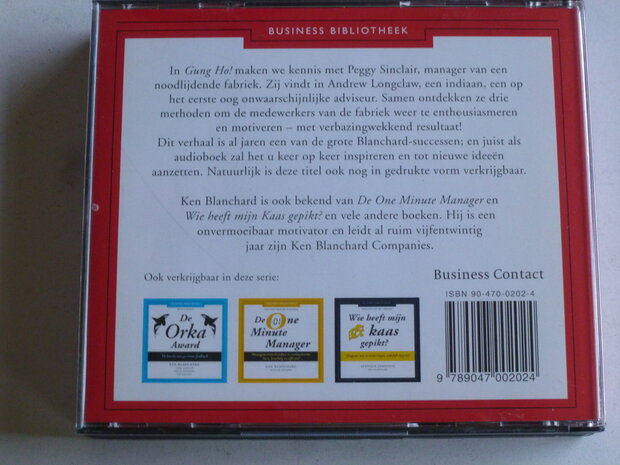 BUSINESS BIBLIOTHEEK
In Gung Ho! maken we kennis met Peggy Sinclair, manager van een
noodlijdende fabriek. Zij vindt in Andrew Longclaw, een indiaan, een op
het eerste oog onwaarschijnlijke adviseur. Samen ontdekken ze drie
methoden om de medewerkers van de fabriek weer te enthousiasmeren
en motiveren – met verbazingwekkend resultaat!
Dit verhaal is al jaren een van de grote Blanchard-successen; en juist als
audioboek zal het u keer op keer inspireren en tot nieuwe ideeën
aanzetten. Natuurlijk is deze titel ook nog in gedrukte vorm verkrijgbaar.
Ken Blanchard is ook bekend van De One Minute Manager en
Wie heeft mijn Kaas gepikt? en vele andere boeken. Hij is een
onvermoeibaar motivator en leidt al ruim vijfentwintig
jaar zijn Ken Blanchard Companies.
Ook verkrijgbaar in deze serie:
Business Contact
ISBN 90-470-0202-4
De
Orka
Award
De One
Minute
Manager
Wie heeft mijn
kaas
gepikt?
KEN BLANCHARD
KEN BLANCHARD
SPENCER JOHNSON
9 789047 002024